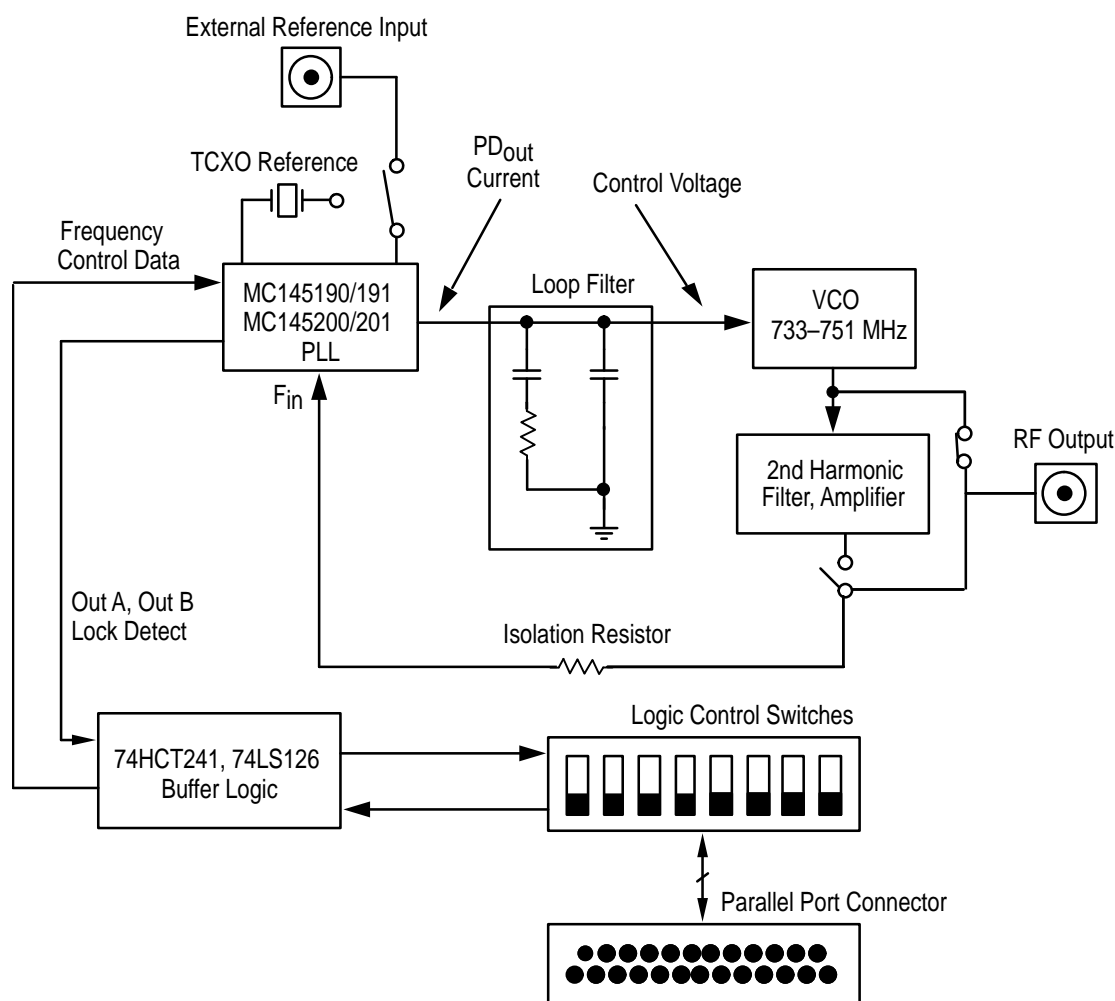 External Reference Input
TCXO Reference
PDout
Current
Control Voltage
Frequency
Control Data
MC145190/191
MC145200/201
PLL
Loop Filter
VCO
733–751 MHz
Fin
2nd Harmonic
Filter, Amplifier
RF Output
Out A, Out B
Lock Detect
Isolation Resistor
Logic Control Switches
74HCT241, 74LS126
Buffer Logic
Parallel Port Connector